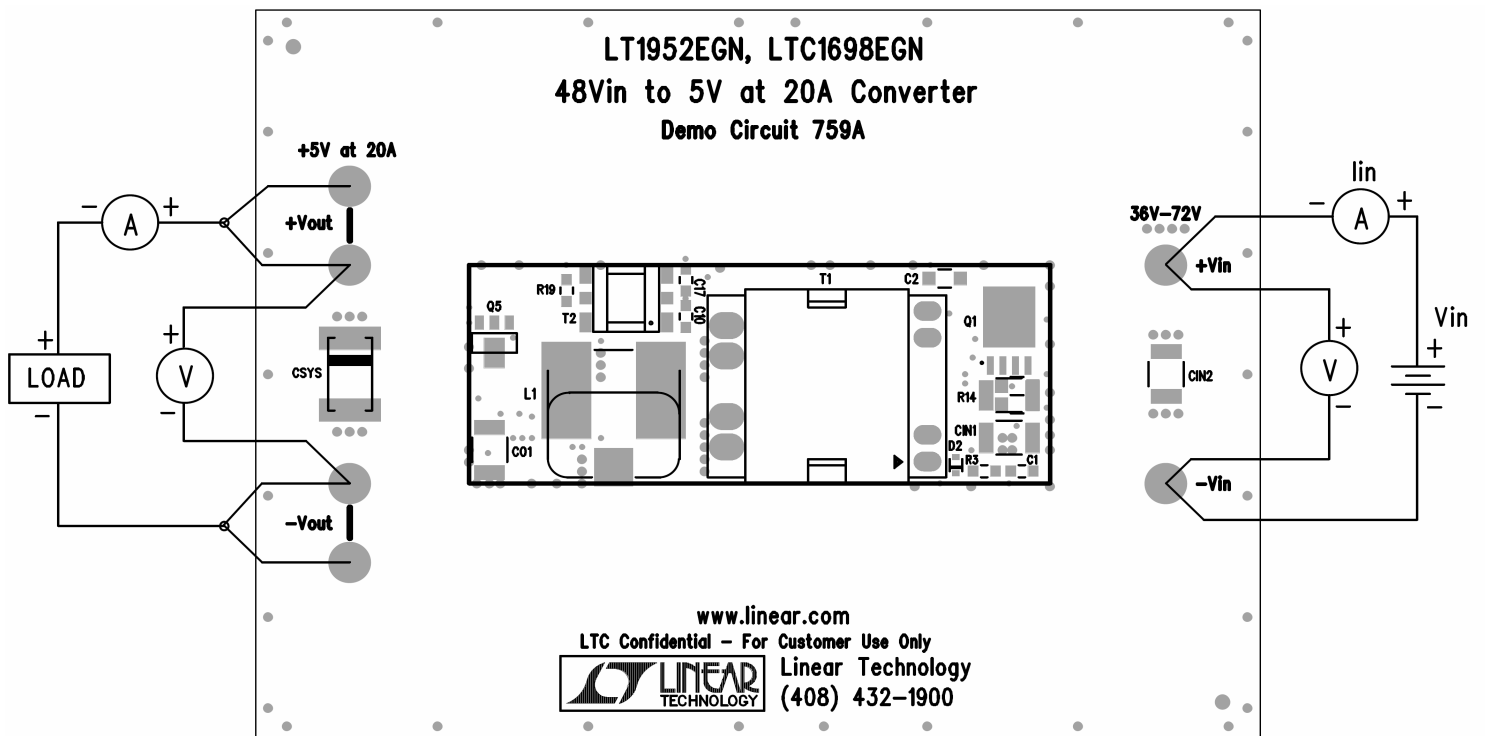 LT1952EGN, LTC1698EGN
48Vin to 5V at 20A Converter
Demo Circuit 759A
+5V at 20A
+Vout
- A +
+
LOAD
-
+
V
-
CSYS
-Vout
Q5
R19
T2
C17
C10
L1
CO1
T1
C2
Q1
R14
CIN1
D2
R3
C1
36V-72V
+Vin
Iin
- A +
+
V
-
Vin
+
-
CIN2
-Vin
www.linear.com
LTC Confidential - For Customer Use Only
LT LINEAR
TECHNOLOGY
Linear Technology
(408) 432-1900